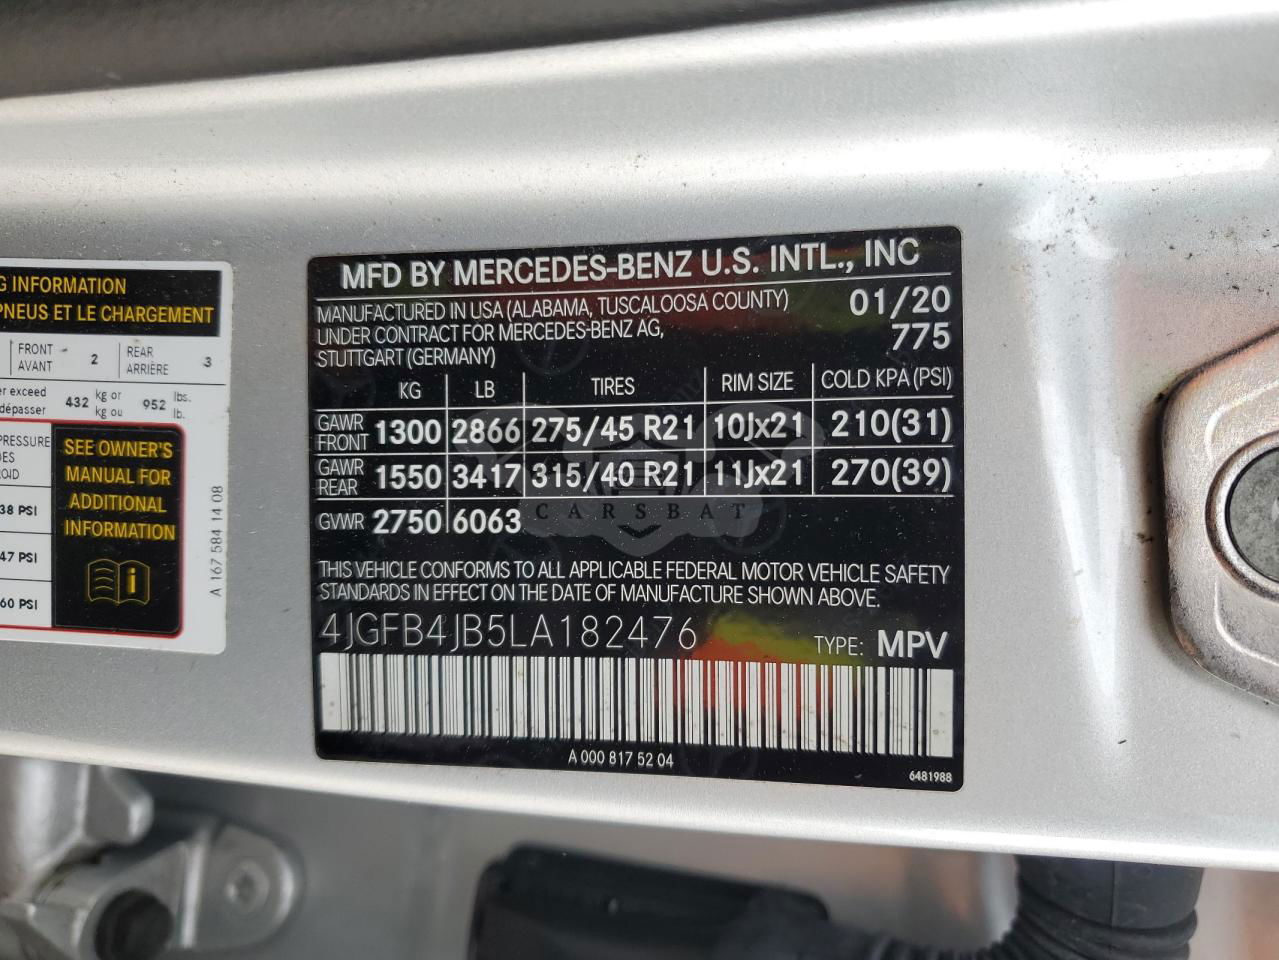 G INFORMATION
PNEUS ET LE CHARGEMENT
FRONT
AVANT
2
REAR
ARRIÈRE
3
er exceed
dépasser
432 kg or
kg ou
952 lbs.
lb.
PRESSURE
DES
ROID
38 PSI
47 PSI
60 PSI
SEE OWNER'S
MANUAL FOR
ADDITIONAL
INFORMATION
A 167 584 14 08
MFD BY MERCEDES-BENZ U.S. INTL., INC
MANUFACTURED IN USA (ALABAMA, TUSCALOOSA COUNTY) 01/20
UNDER CONTRACT FOR MERCEDES-BENZ AG, 775
STUTTGART (GERMANY)
KG LB TIRES RIM SIZE COLD KPA (PSI)
GAWR
FRONT 1300 2866 275/45 R21 10Jx21 210(31)
GAWR
REAR 1550 3417 315/40 R21 11Jx21 270(39)
GVWR 2750 6063
CARSBAT
THIS VEHICLE CONFORMS TO ALL APPLICABLE FEDERAL MOTOR VEHICLE SAFETY
STANDARDS IN EFFECT ON THE DATE OF MANUFACTURE SHOWN ABOVE.
4JGFB4JB5LA182476 TYPE: MPV
A 000 817 52 04
6481988